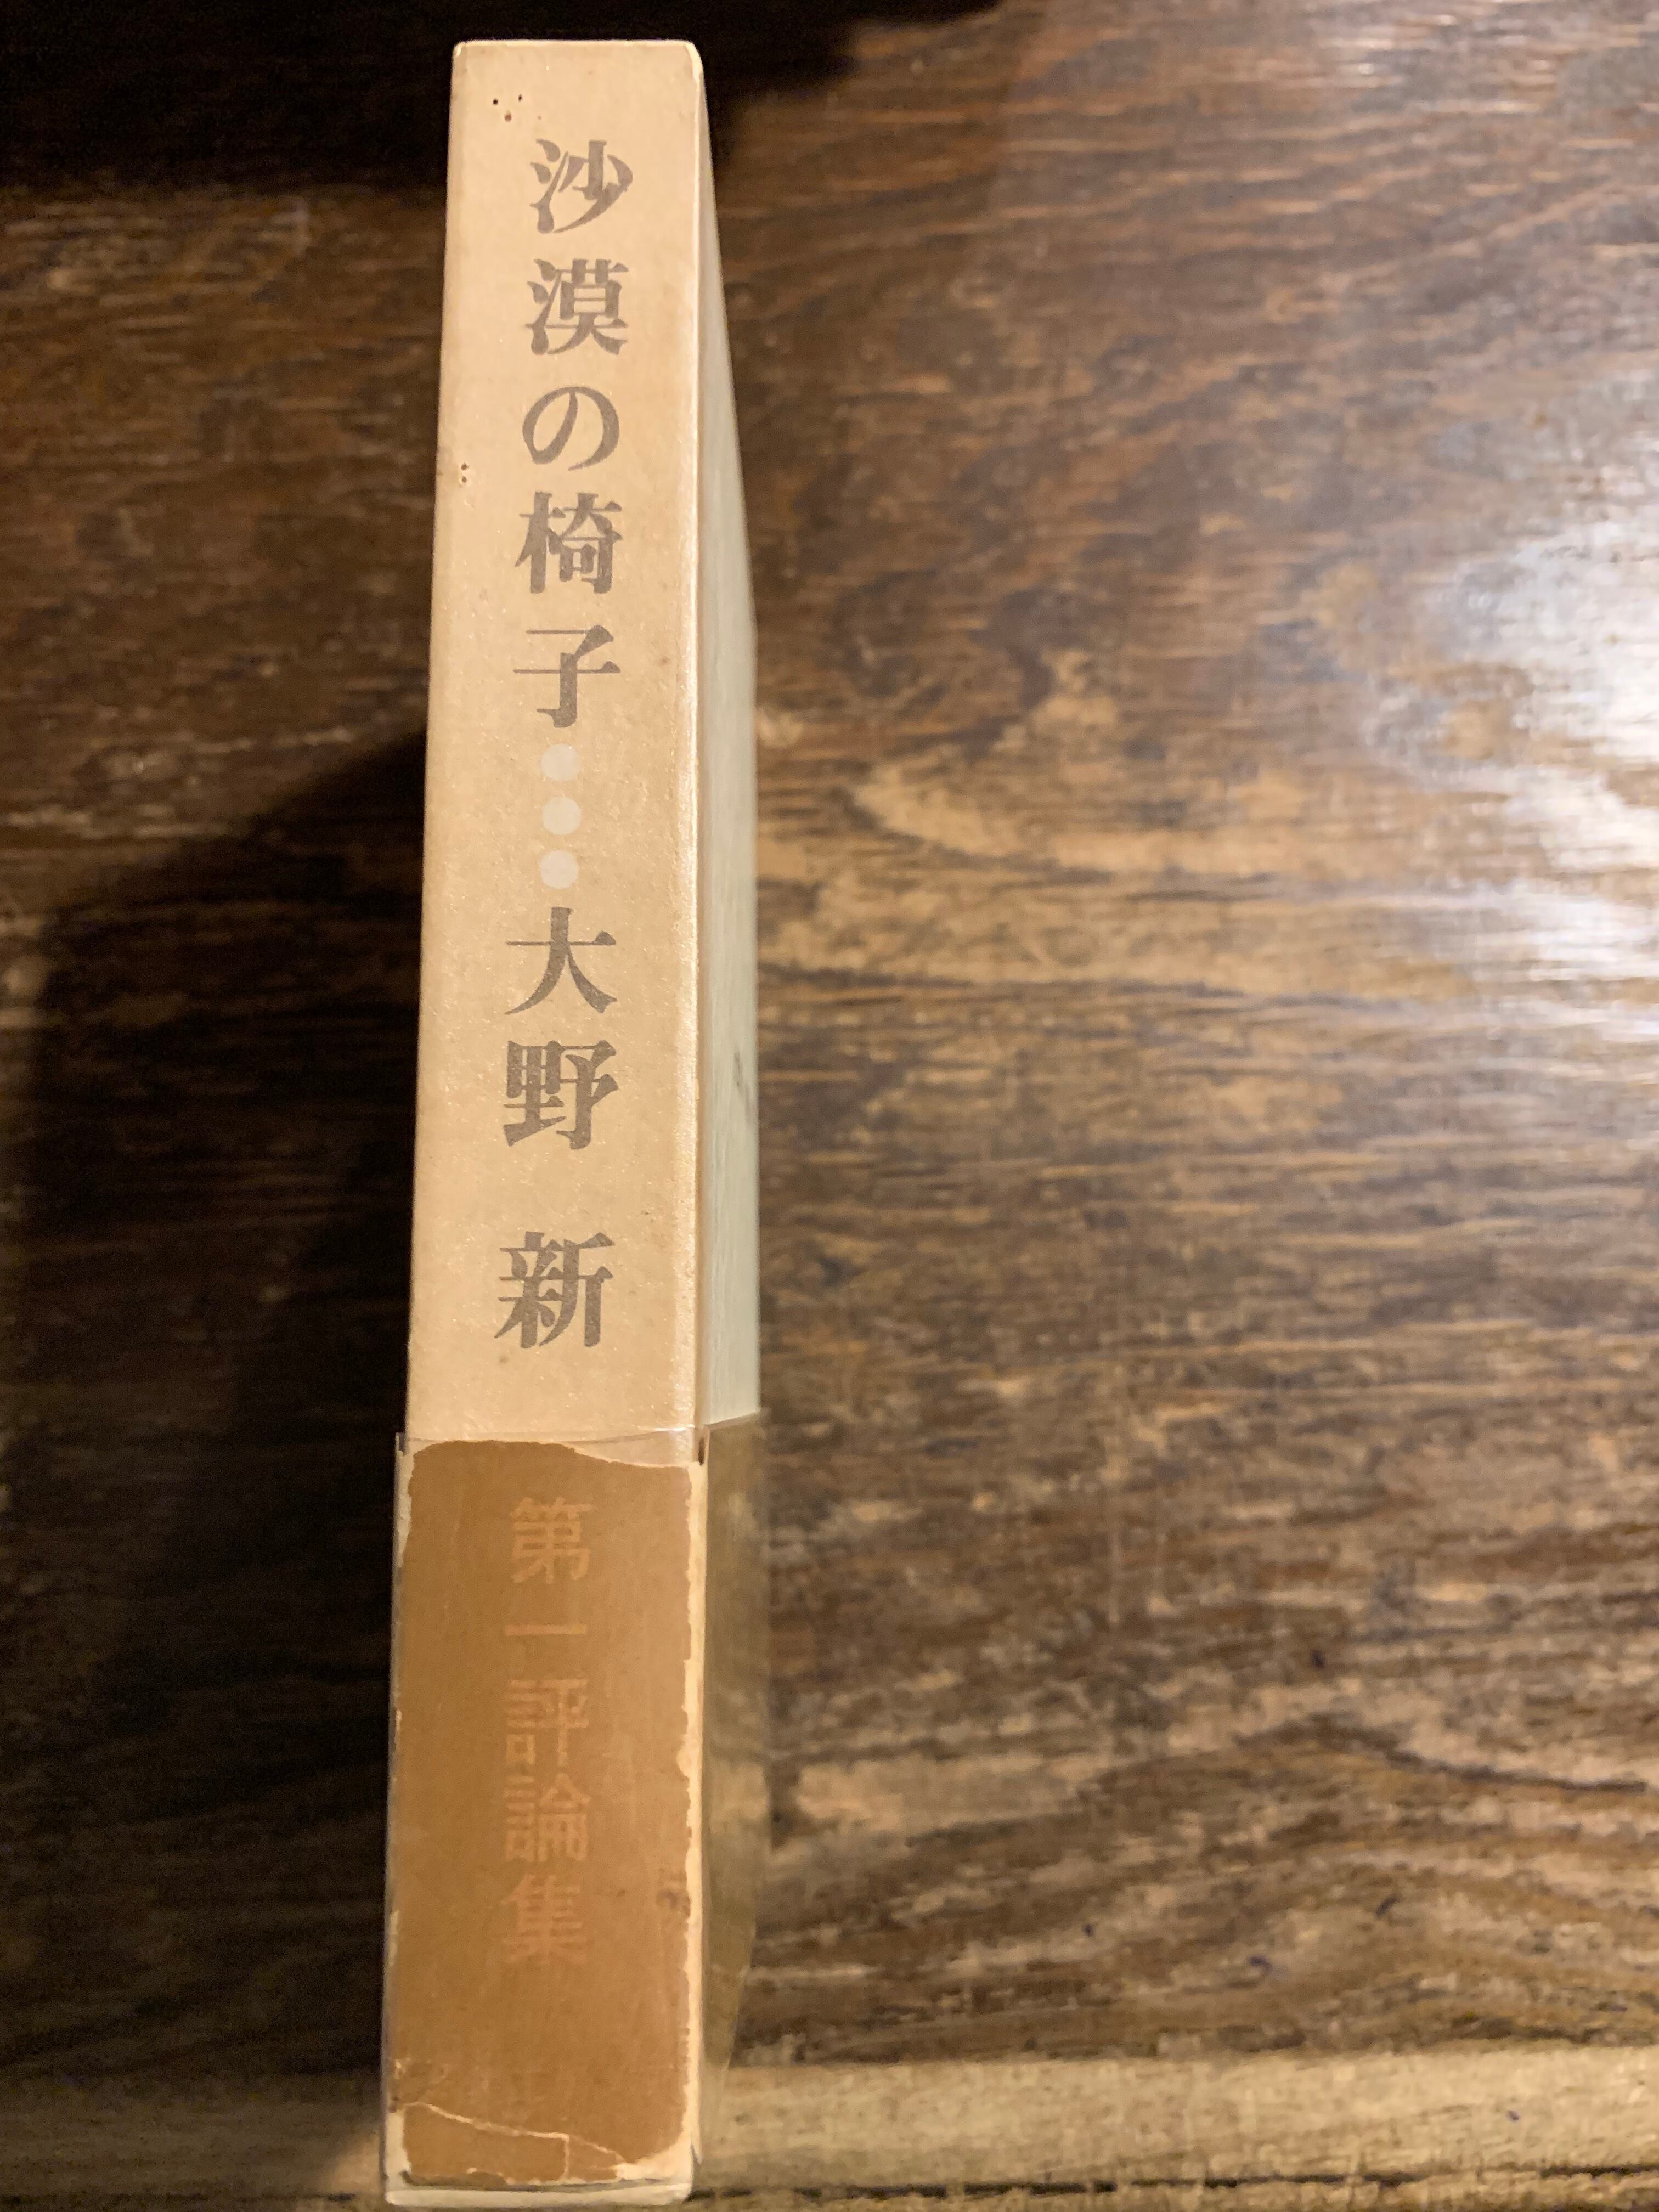 沙漠の椅子●●●大野 新
第一評論集